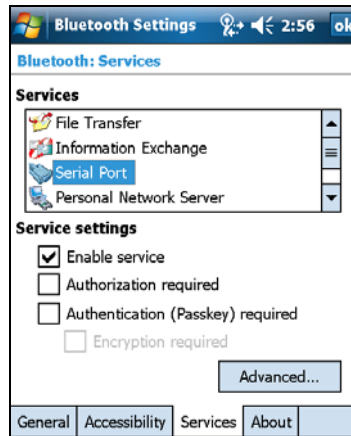 Bluetooth Settings 2:56 ok
Bluetooth: Services
Services
File Transfer
Information Exchange
Serial Port
Personal Network Server
Service settings
Enable service
Authorization required
Authentication (Passkey) required
Encryption required
Advanced...
General Accessibility Services About